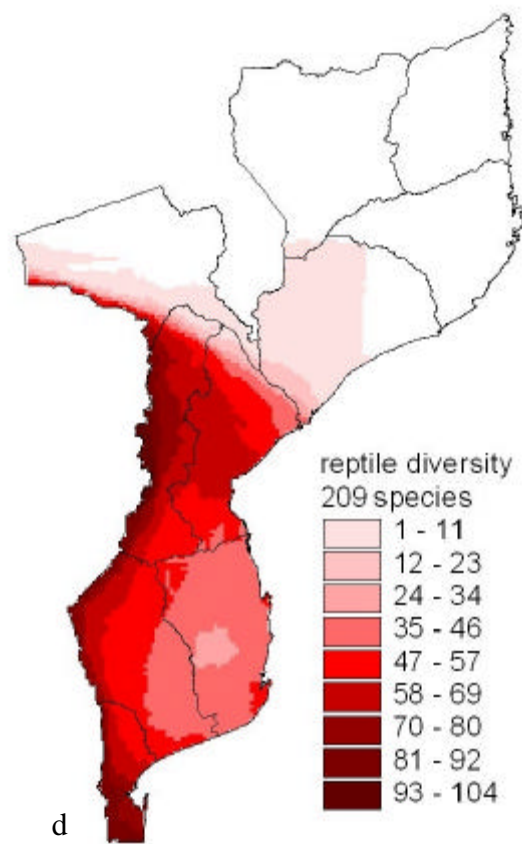 reptile diversity
209 species
1 - 11
12 - 23
24 - 34
35 - 46
47 - 57
58 - 69
70 - 80
81 - 92
93 - 104
d